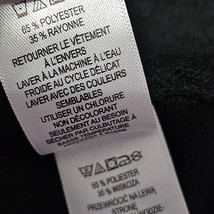 65 % POLYESTER
35 % RAYONNE
RETOURNER LE VÊTEMENT
À L'ENVERS
LAVER À LA MACHINE À L'EAU
FROIDE AU CYCLE DÉLICAT
LAVER AVEC DES COULEURS
SEMBLABLES
UTILISER UN CHLORURE
NON DÉCOLORANT
SEULEMENT AU BESOIN
65% POLIESTER
35% WISKOZA
PRZEWRÓCIĆ NA LEWĄ
STRONĘ